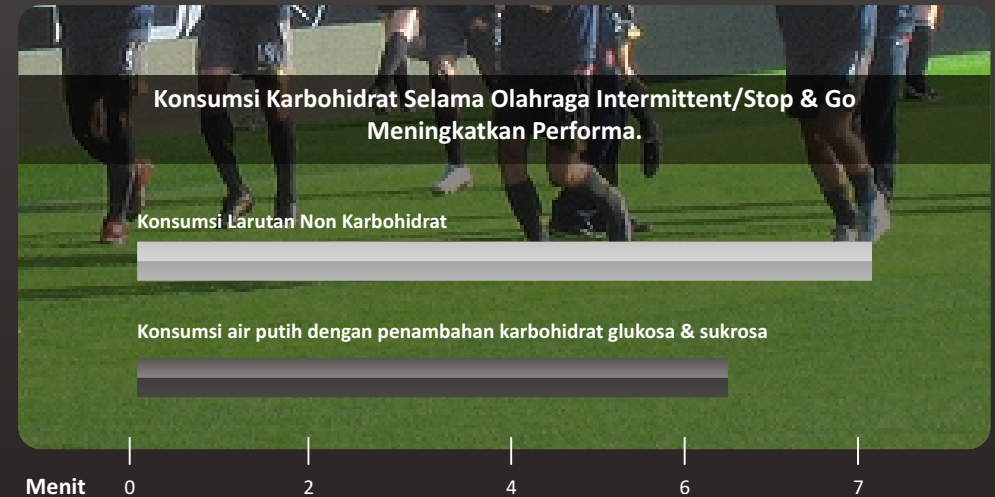 Konsumsi Karbohidrat Selama Olahraga Intermittent/Stop & Go
Meningkatkan Performa.
Konsumsi Larutan Non Karbohidrat
Konsumsi air putih dengan penambahan karbohidrat glukosa & sukrosa
Menit 0 2 4 6 7